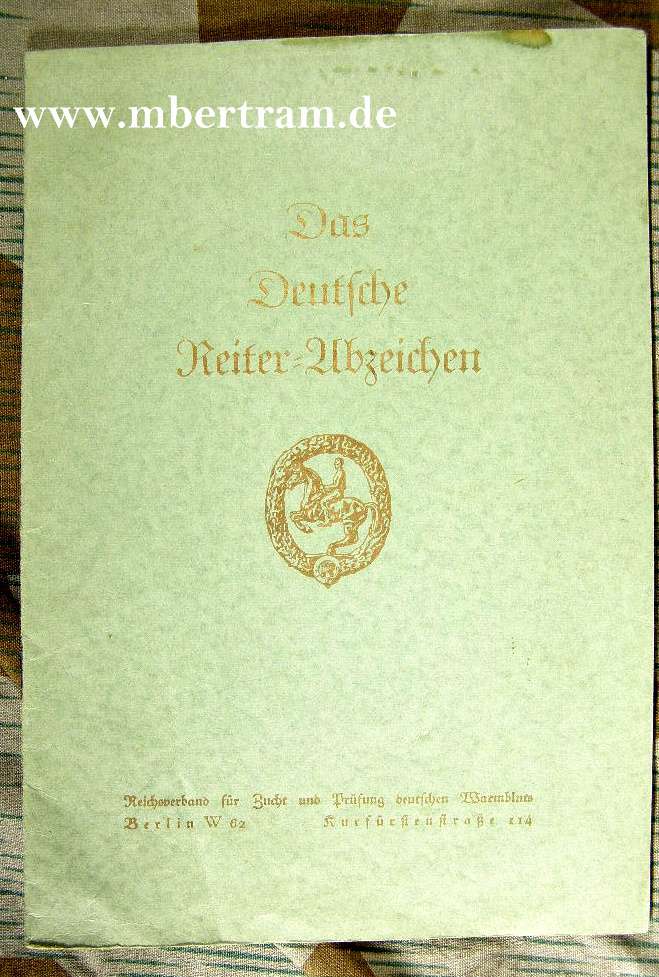 www.mbertram.de
Das
Deutsche
Reiter-Abzeichen
Reichsverband für Zucht und Prüfung deutschen Warmbluts
Berlin W 62 Kurfürstenstraße 114